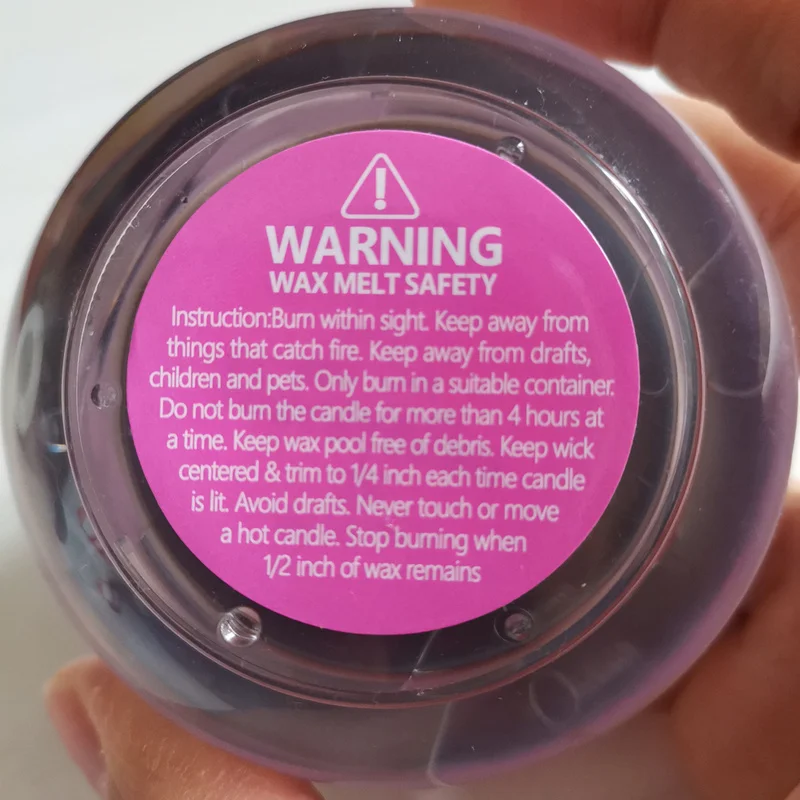 !
WARNING
WAX MELT SAFETY
Instruction:Burn within sight. Keep away from
things that catch fire. Keep away from drafts,
children and pets. Only burn in a suitable container.
Do not burn the candle for more than 4 hours at
a time. Keep wax pool free of debris. Keep wick
centered & trim to 1/4 inch each time candle
is lit. Avoid drafts. Never touch or move
a hot candle. Stop burning when
1/2 inch of wax remains